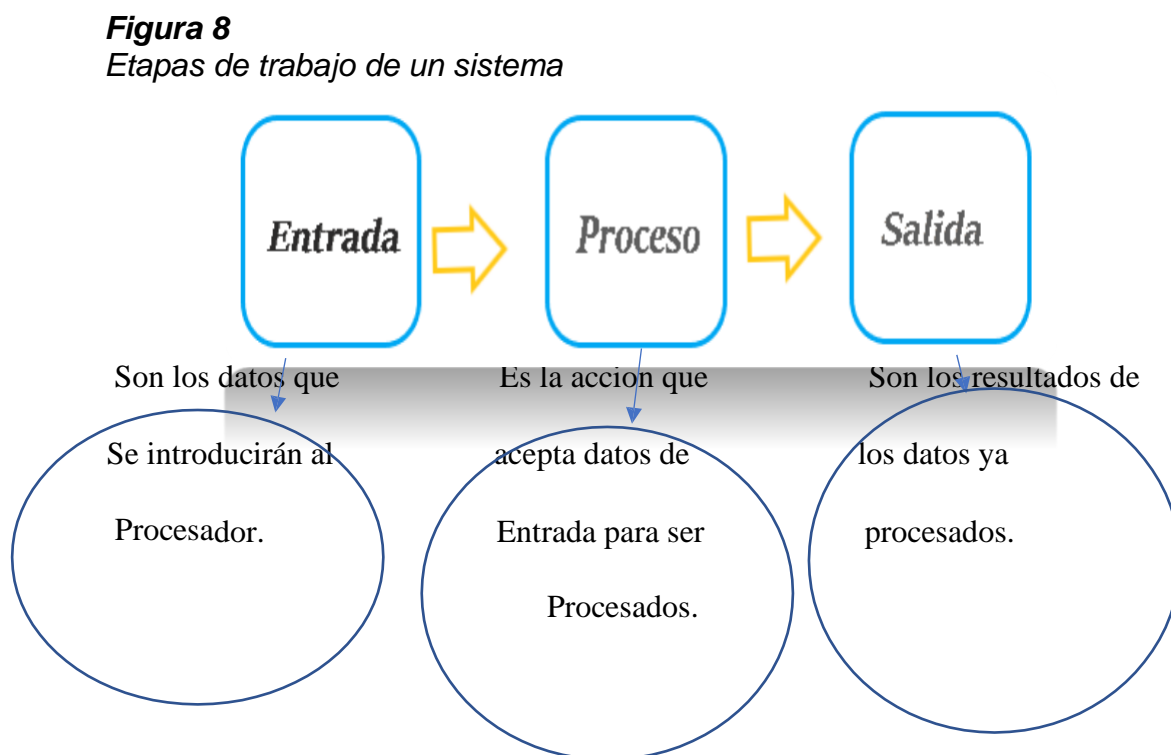 Figura 8
Etapas de trabajo de un sistema
Entrada
Proceso
Salida
Son los datos que
Se introducirán al
Procesador.
Es la acción que
acepta datos de
Entrada para ser
Procesados.
Son los resultados de
los datos ya
procesados.